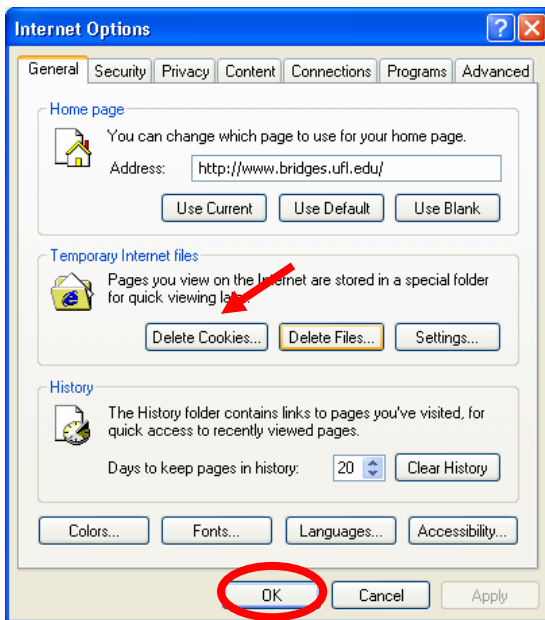 Internet Options
General Security Privacy Content Connections Programs Advanced
Home page
You can change which page to use for your home page.
Address: http://www.bridges.ufl.edu/
Use Current Use Default Use Blank
Temporary Internet files
Pages you view on the Internet are stored in a special folder
for quick viewing later.
Delete Cookies... Delete Files... Settings...
History
The History folder contains links to pages you've visited, for
quick access to recently viewed pages.
Days to keep pages in history: 20 Clear History
Colors... Fonts... Languages... Accessibility...
OK Cancel Apply